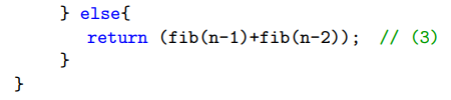 } else{
return (fib(n-1)+fib(n-2)); // (3)
}
}